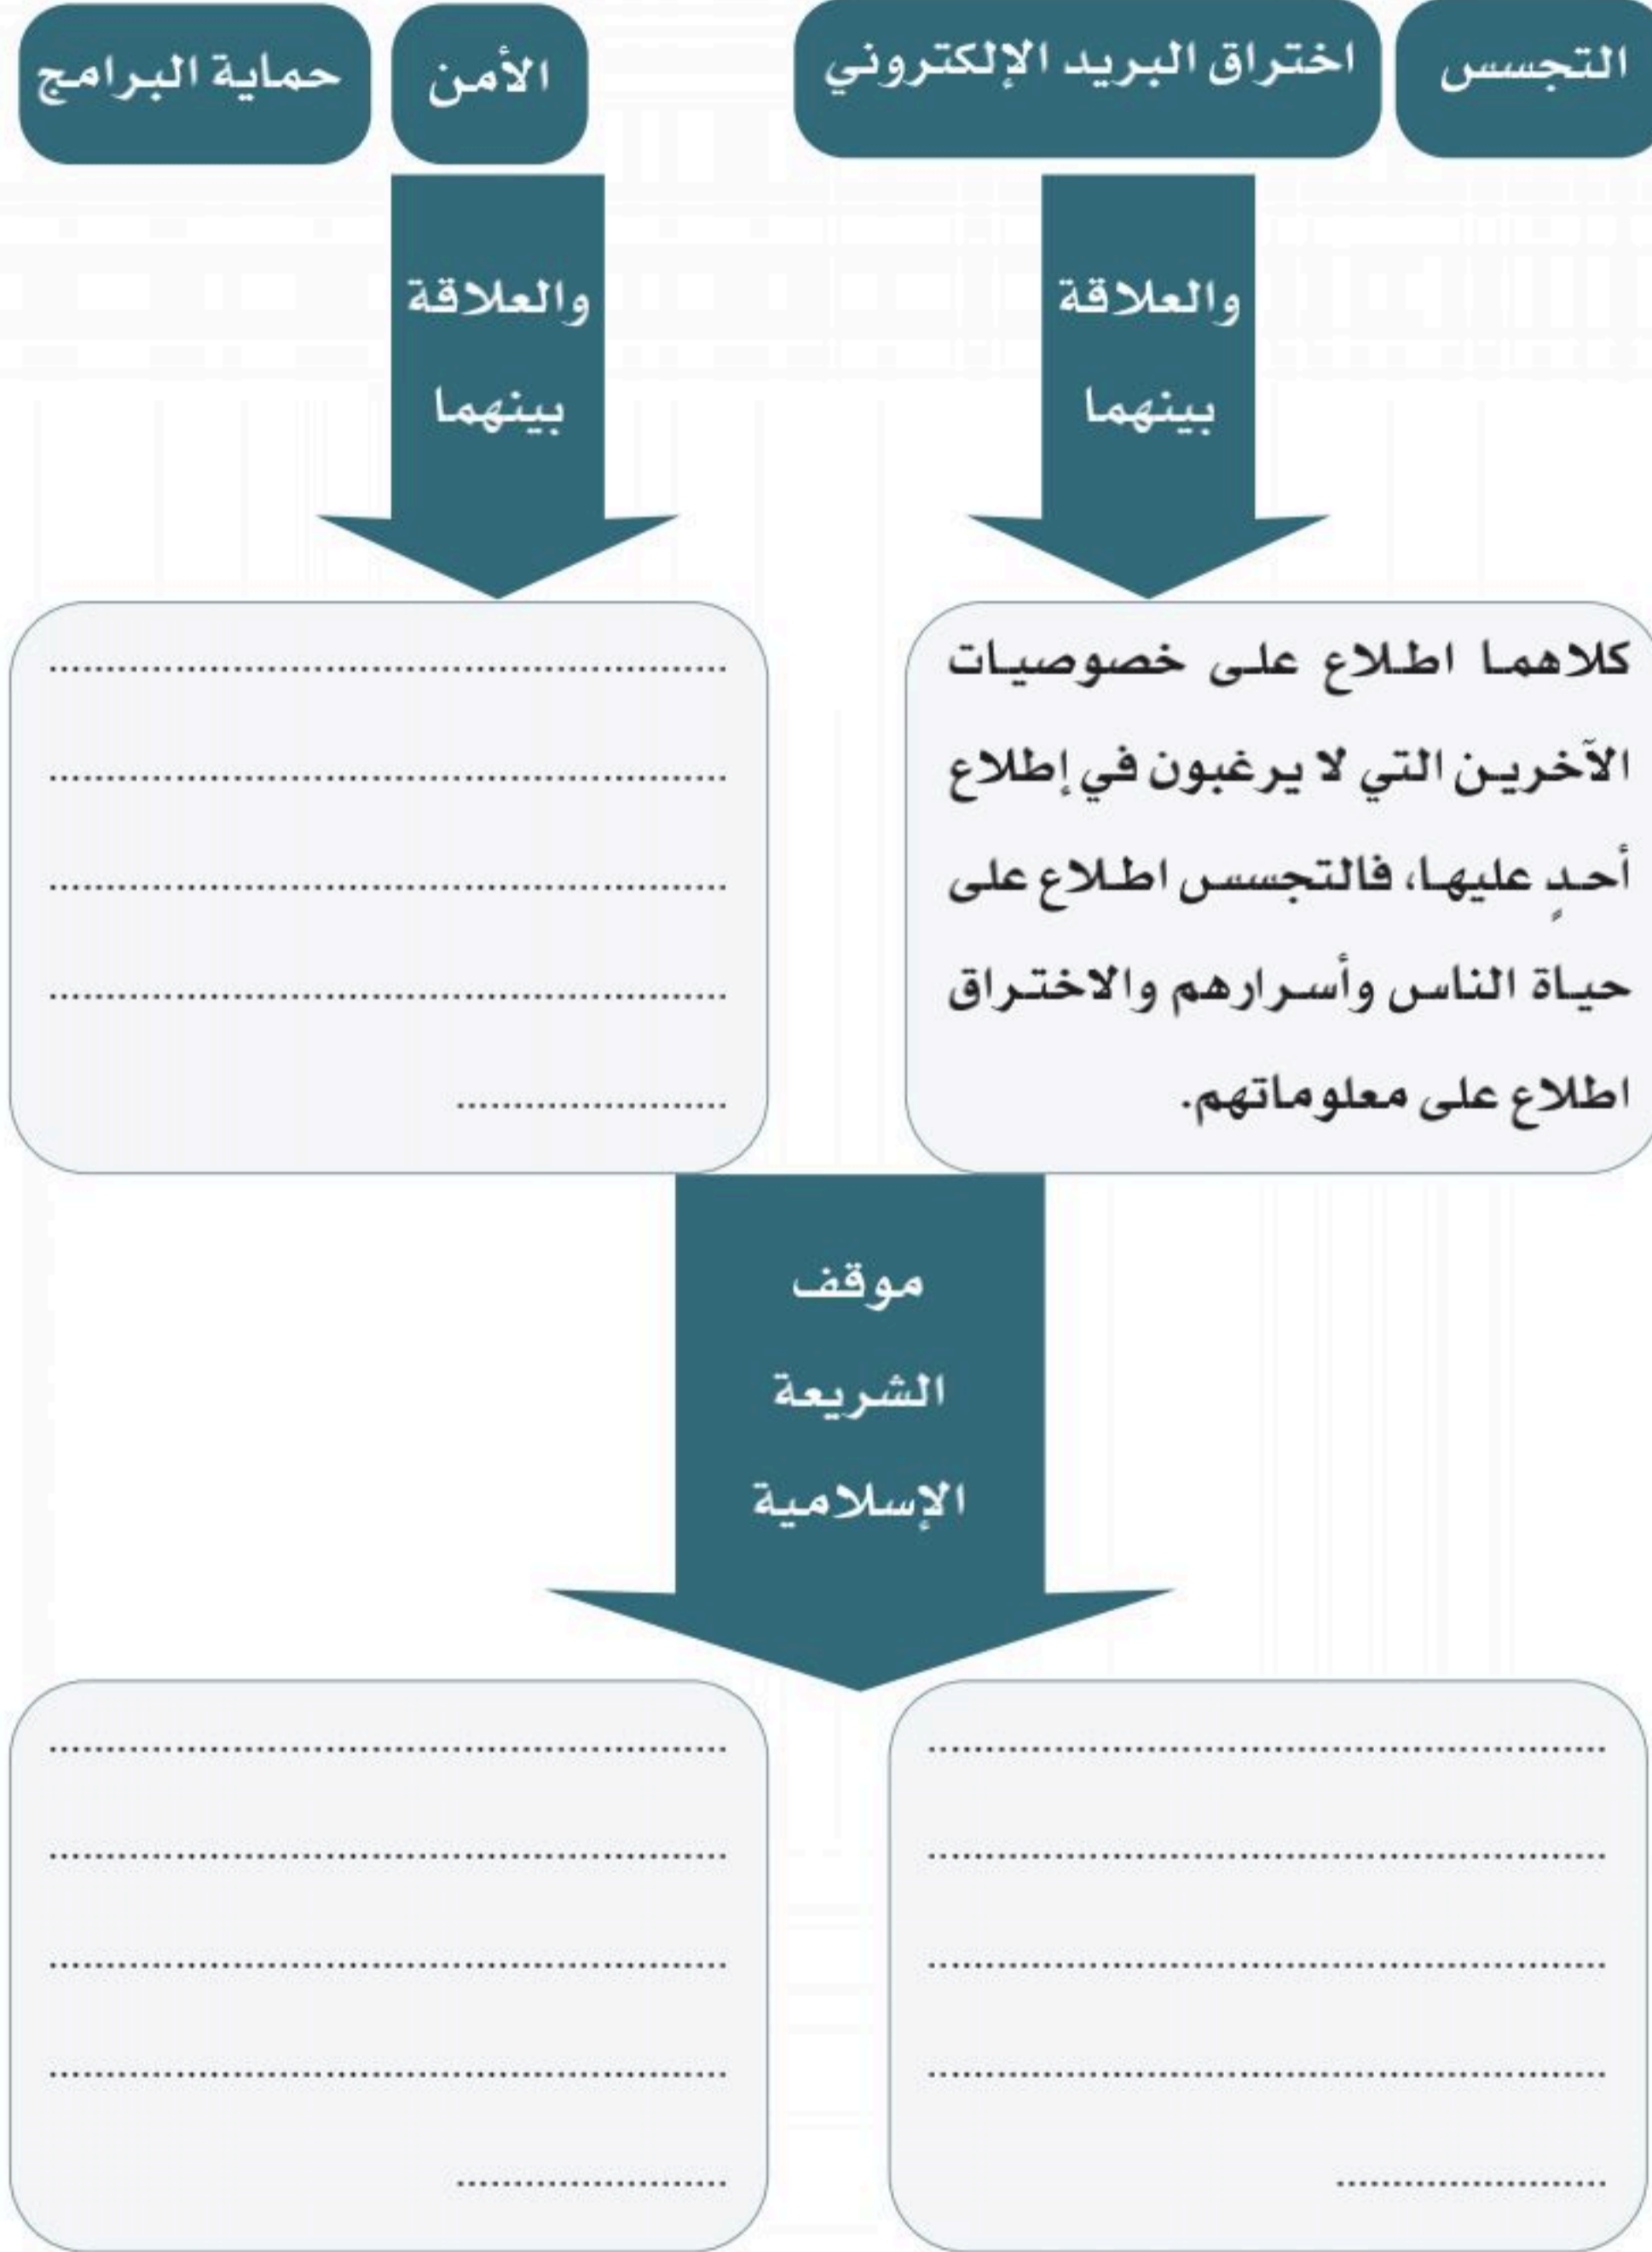 التجسس
اختراق البريد الإلكتروني
الأمن
حماية البرامج
والعلاقة
بينهما
والعلاقة
بينهما
كلاهما اطلاع على خصوصيات
الآخرين التي لا يرغبون في إطلاع
أحدٍ عليها، فالتجسس اطلاع على
حياة الناس وأسرارهم والاختراق
اطلاع على معلوماتهم.
موقف
الشريعة
الإسلامية